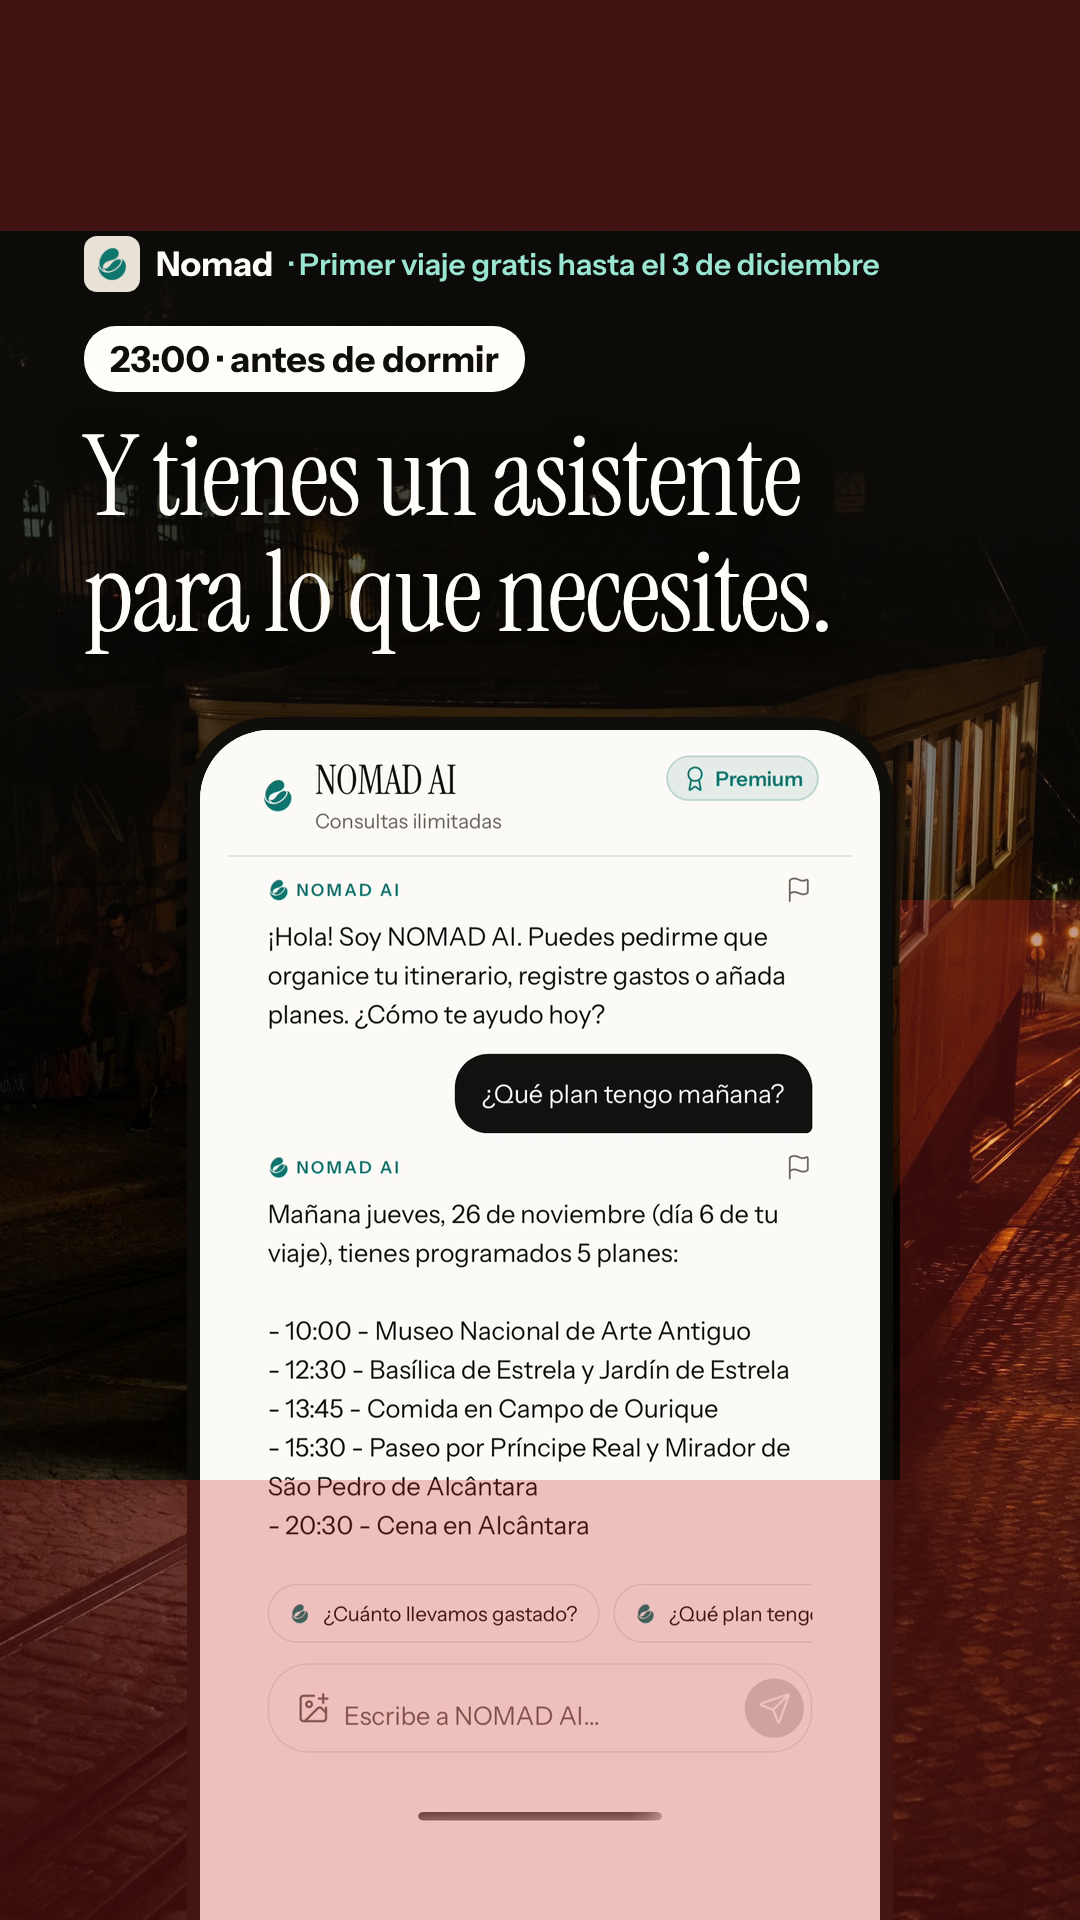 Nomad · Primer viaje gratis hasta el 3 de diciembre
23:00 · antes de dormir
Y tienes un asistente
para lo que necesites.
NOMAD AI
Premium
Consultas ilimitadas
NOMAD AI
¡Hola! Soy NOMAD AI. Puedes pedirme que
organice tu itinerario, registre gastos o añada
planes. ¿Cómo te ayudo hoy?
¿Qué plan tengo mañana?
NOMAD AI
Mañana jueves, 26 de noviembre (día 6 de tu
viaje), tienes programados 5 planes:
- 10:00 - Museo Nacional de Arte Antiguo
- 12:30 - Basílica de Estrela y Jardín de Estrela
- 13:45 - Comida en Campo de Ourique
- 15:30 - Paseo por Príncipe Real y Mirador de
São Pedro de Alcântara
- 20:30 - Cena en Alcântara
¿Cuánto llevamos gastado?
¿Qué plan teng
Escribe a NOMAD AI...